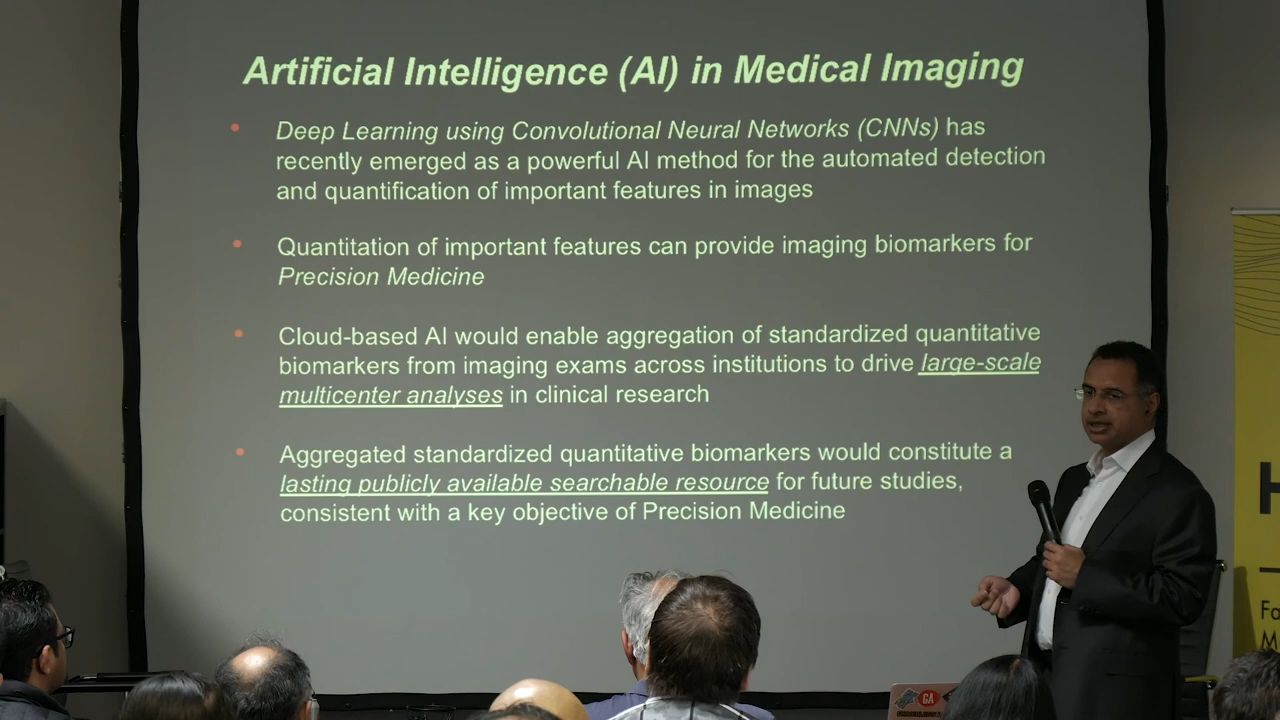 Artificial Intelligence (AI) in Medical Imaging
• Deep Learning using Convolutional Neural Networks (CNNs) has
recently emerged as a powerful AI method for the automated detection
and quantification of important features in images
• Quantitation of important features can provide imaging biomarkers for
Precision Medicine
• Cloud-based AI would enable aggregation of standardized quantitative
biomarkers from imaging exams across institutions to drive large-scale
multicenter analyses in clinical research
• Aggregated standardized quantitative biomarkers would constitute a
lasting publicly available searchable resource for future studies,
consistent with a key objective of Precision Medicine
H
Fo
M
GA